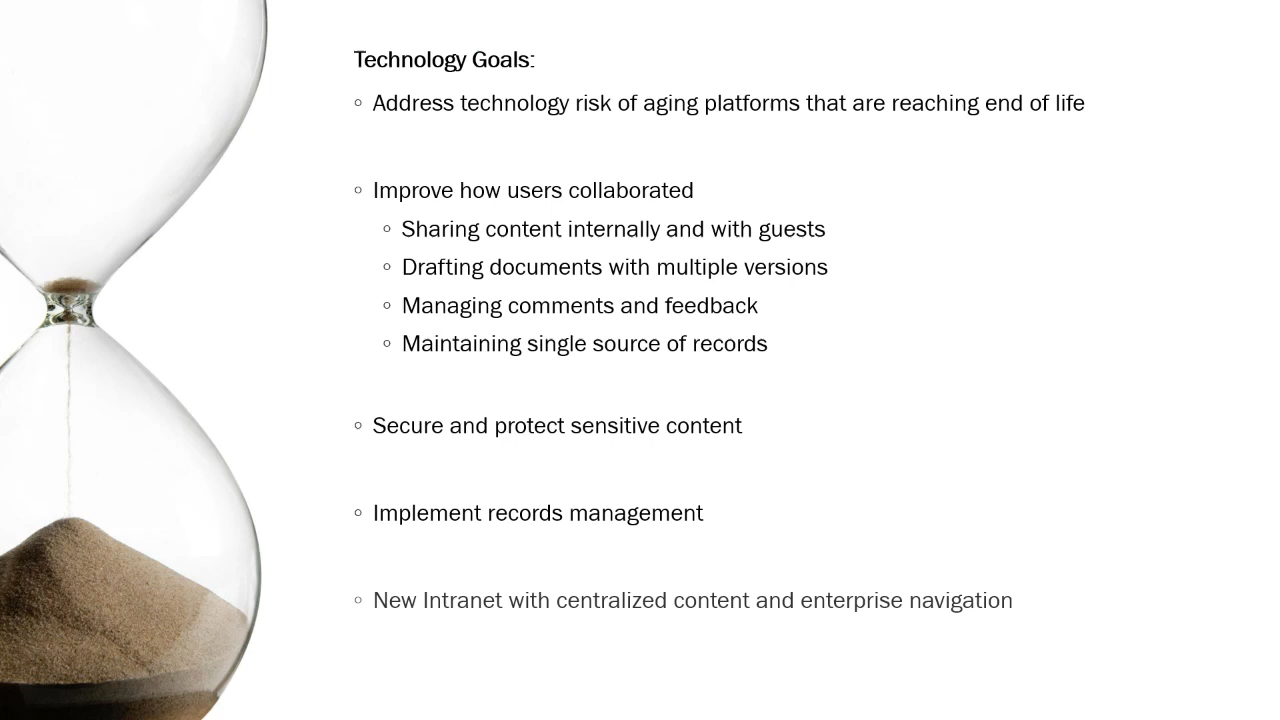 Technology Goals:
◦ Address technology risk of aging platforms that are reaching end of life
◦ Improve how users collaborated
◦ Sharing content internally and with guests
◦ Drafting documents with multiple versions
◦ Managing comments and feedback
◦ Maintaining single source of records
◦ Secure and protect sensitive content
◦ Implement records management
◦ New Intranet with centralized content and enterprise navigation